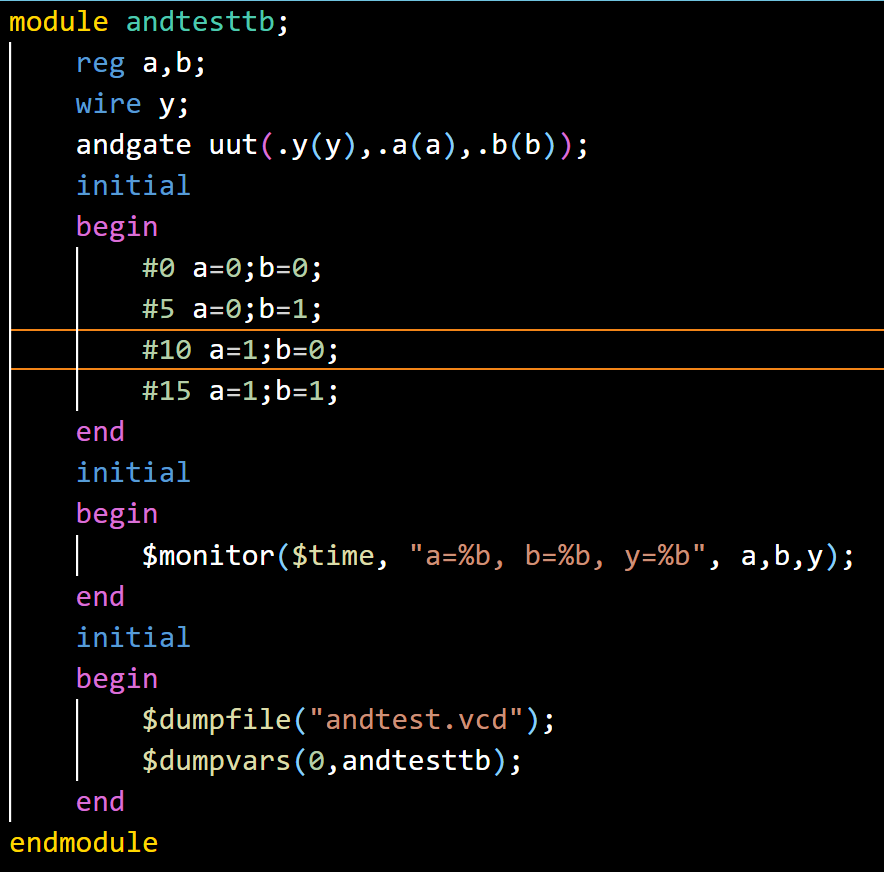 module andtesttb;
    reg a,b;
    wire y;
    andgate uut(.y(y),.a(a),.b(b));
    initial
    begin
        #0 a=0;b=0;
        #5 a=0;b=1;
        #10 a=1;b=0;
        #15 a=1;b=1;
    end
    initial
    begin
        $monitor($time, "a=%b, b=%b, y=%b", a,b,y);
    end
    initial
    begin
        $dumpfile("andtest.vcd");
        $dumpvars(0,andtesttb);
    end
endmodule